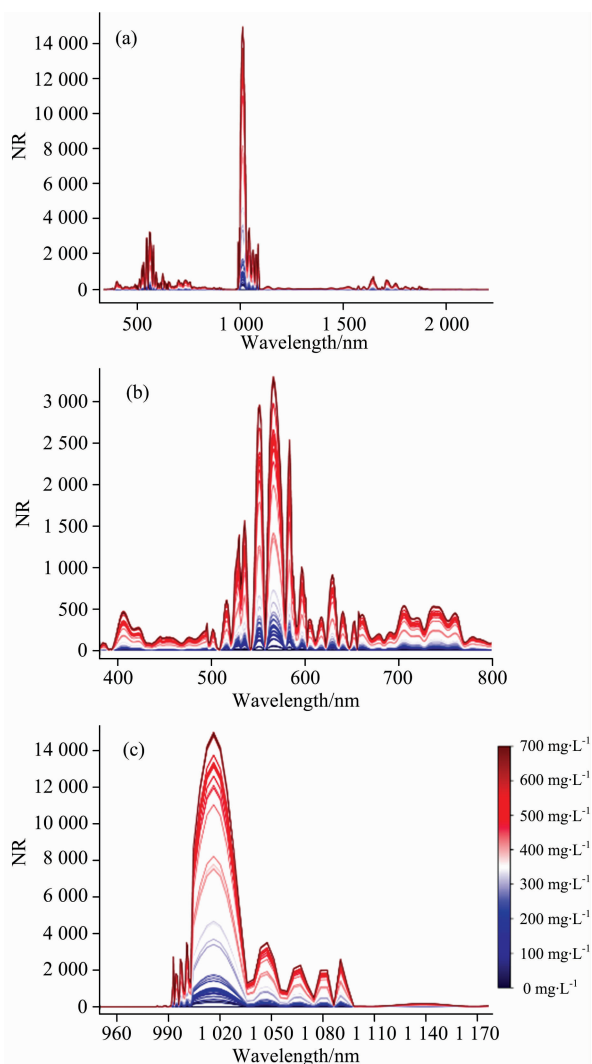 (a)
14 000
12 000
10 000
8 000
6 000
4 000
2 000
0
NR
500 1 000 1 500 2 000
Wavelength/nm
(b)
3 000
2 500
2 000
1 500
1 000
500
0
NR
400 500 600 700 800
Wavelength/nm
(c)
14 000
12 000
10 000
8 000
6 000
4 000
2 000
0
NR
960 990 1 020 1 050 1 080 1 110 1 140 1 170
Wavelength/nm
700 mg·L⁻¹
600 mg·L⁻¹
500 mg·L⁻¹
400 mg·L⁻¹
300 mg·L⁻¹
200 mg·L⁻¹
100 mg·L⁻¹
0 mg·L⁻¹